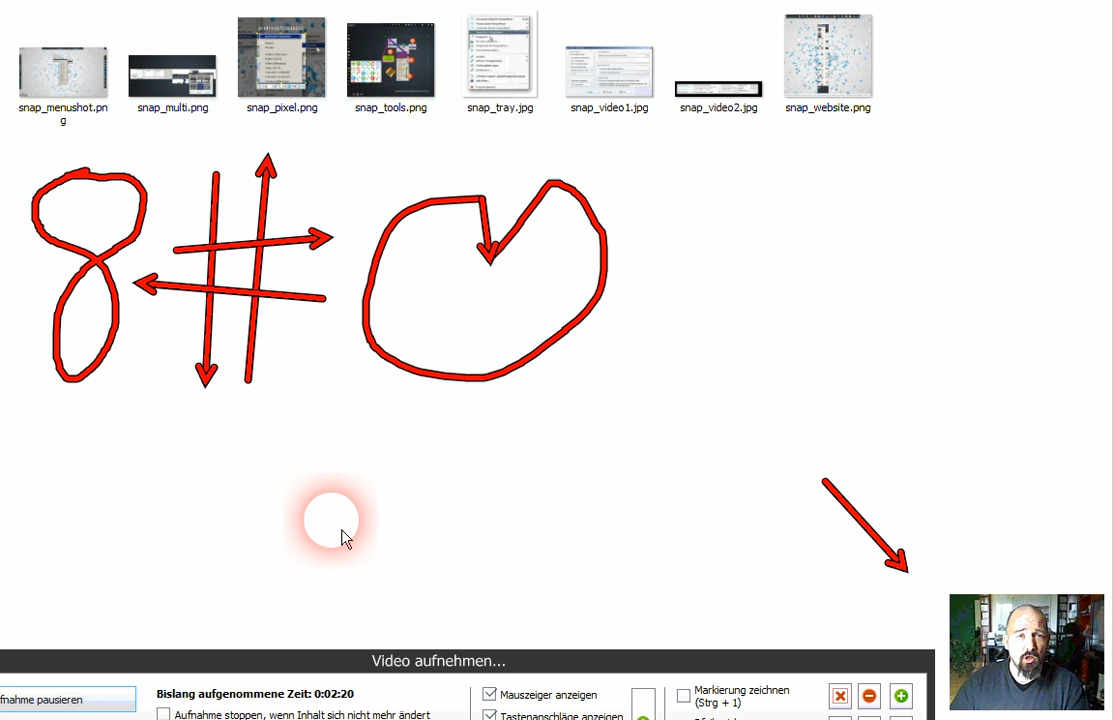 snap_menushot.pn
g
snap_multi.png
snap_pixel.png
snap_tools.png
snap_tray.jpg
snap_video1.jpg
snap_video2.jpg
snap_website.png
8#
Video aufnehmen...
fnahme pausieren
Bislang aufgenommene Zeit: 0:02:20
Aufnahme stoppen, wenn Inhalt sich nicht mehr ändert
Mauszeiger anzeigen
Tastenanschläge anzeigen
Markierung zeichnen
(Strg + 1)